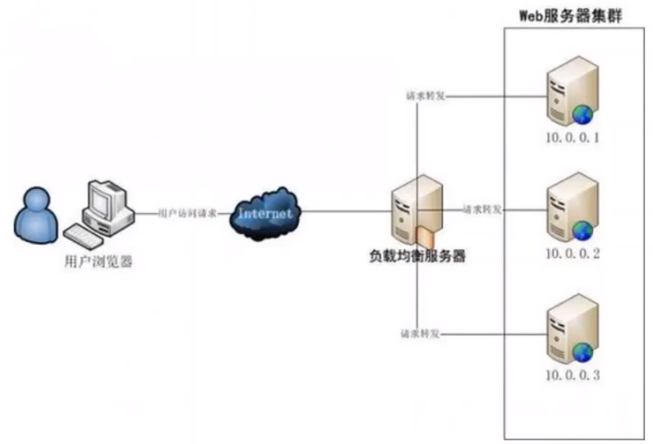 Web服务器集群
请求转发
10.0.0.1
用户访问请求
Internet
请求转发
10.0.0.2
用户浏览器
负载均衡服务器
请求转发
10.0.0.3